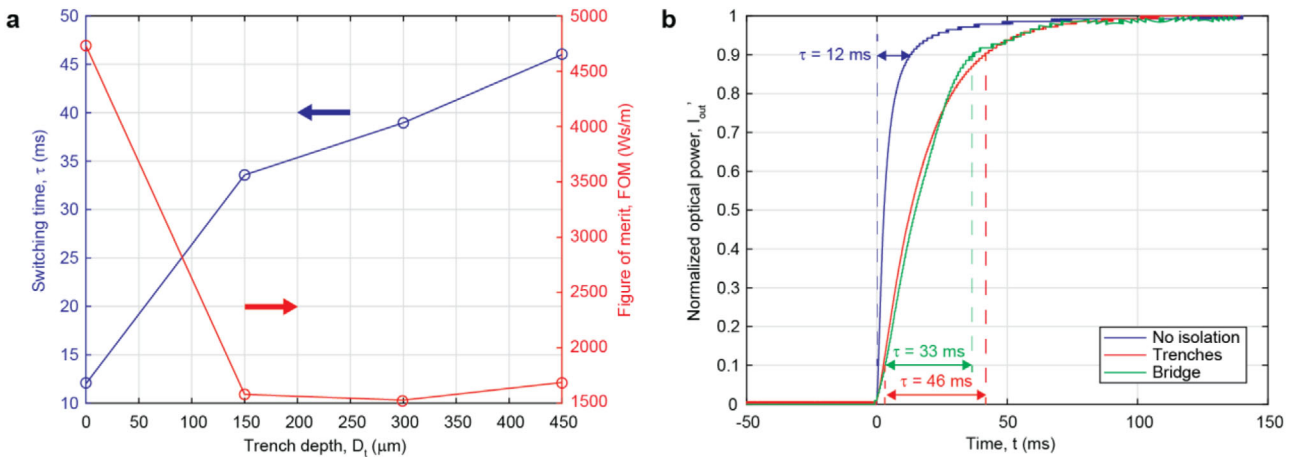 a
50
45
40
35
30
25
20
15
10
Switching time, τ (ms)
0 50 100 150 200 250 300 350 400 450
Trench depth, Dt (μm)
5000
4500
4000
3500
3000
2500
2000
1500
Figure of merit, FOM (Ws/m)
b
1
0.9
0.8
0.7
0.6
0.5
0.4
0.3
0.2
0.1
0
Normalized optical power, Iout'
τ = 12 ms
τ = 33 ms
τ = 46 ms
No isolation
Trenches
Bridge
-50 0 50 100 150
Time, t (ms)